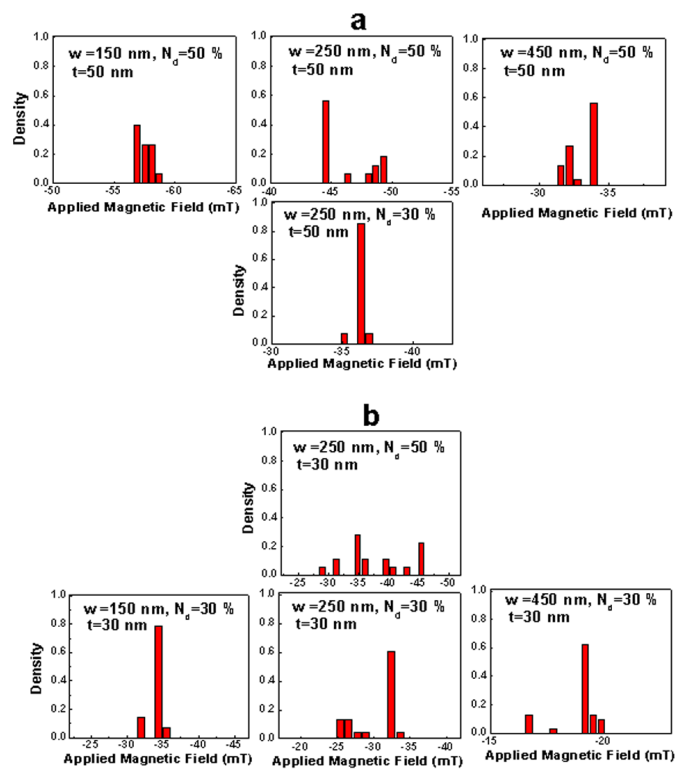 a
w =150 nm, N_d=50 %
t=50 nm
Density
1.0
0.8
0.6
0.4
0.2
0.0
-50 -55 -60 -65
Applied Magnetic Field (mT)
w =250 nm, N_d=50 %
t=50 nm
1.0
0.8
0.6
0.4
0.2
0.0
-40 -45 -50 -55
Applied Magnetic Field (mT)
w =450 nm, N_d=50 %
t=50 nm
1.0
0.8
0.6
0.4
0.2
0.0
-30 -35
Applied Magnetic Field (mT)
w =250 nm, N_d=30 %
t=50 nm
Density
1.0
0.8
0.6
0.4
0.2
0.0
-30 -35 -40
Applied Magnetic Field (mT)
b
w=250 nm, N_d=50 %
t=30 nm
Density
1.0
0.8
0.6
0.4
0.2
0.0
-25 -30 -35 -40 -45 -50
w=150 nm, N_d=30 %
t=30 nm
Density
1.0
0.8
0.6
0.4
0.2
0.0
-25 -30 -35 -40 -45
Applied Magnetic Field (mT)
w=250 nm, N_d=30 %
t=30 nm
1.0
0.8
0.6
0.4
0.2
0.0
-20 -25 -30 -35 -40
Applied Magnetic Field (mT)
w =450 nm, N_d=30 %
t=30 nm
1.0
0.8
0.6
0.4
0.2
0.0
-15 -20
Applied Magnetic Field (mT)